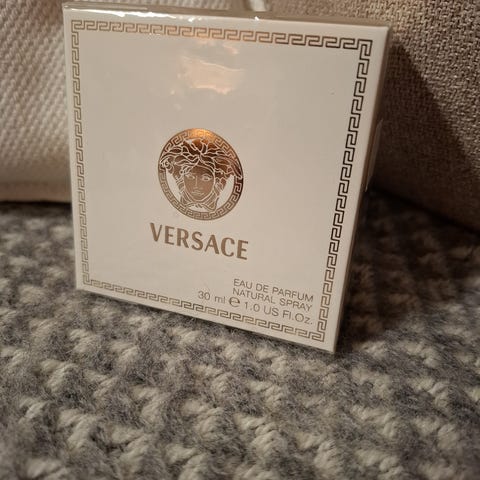 VERSACE
EAU DE PARFUM
NATURAL SPRAY
30 ml ℮ 1.0 US Fl.Oz.